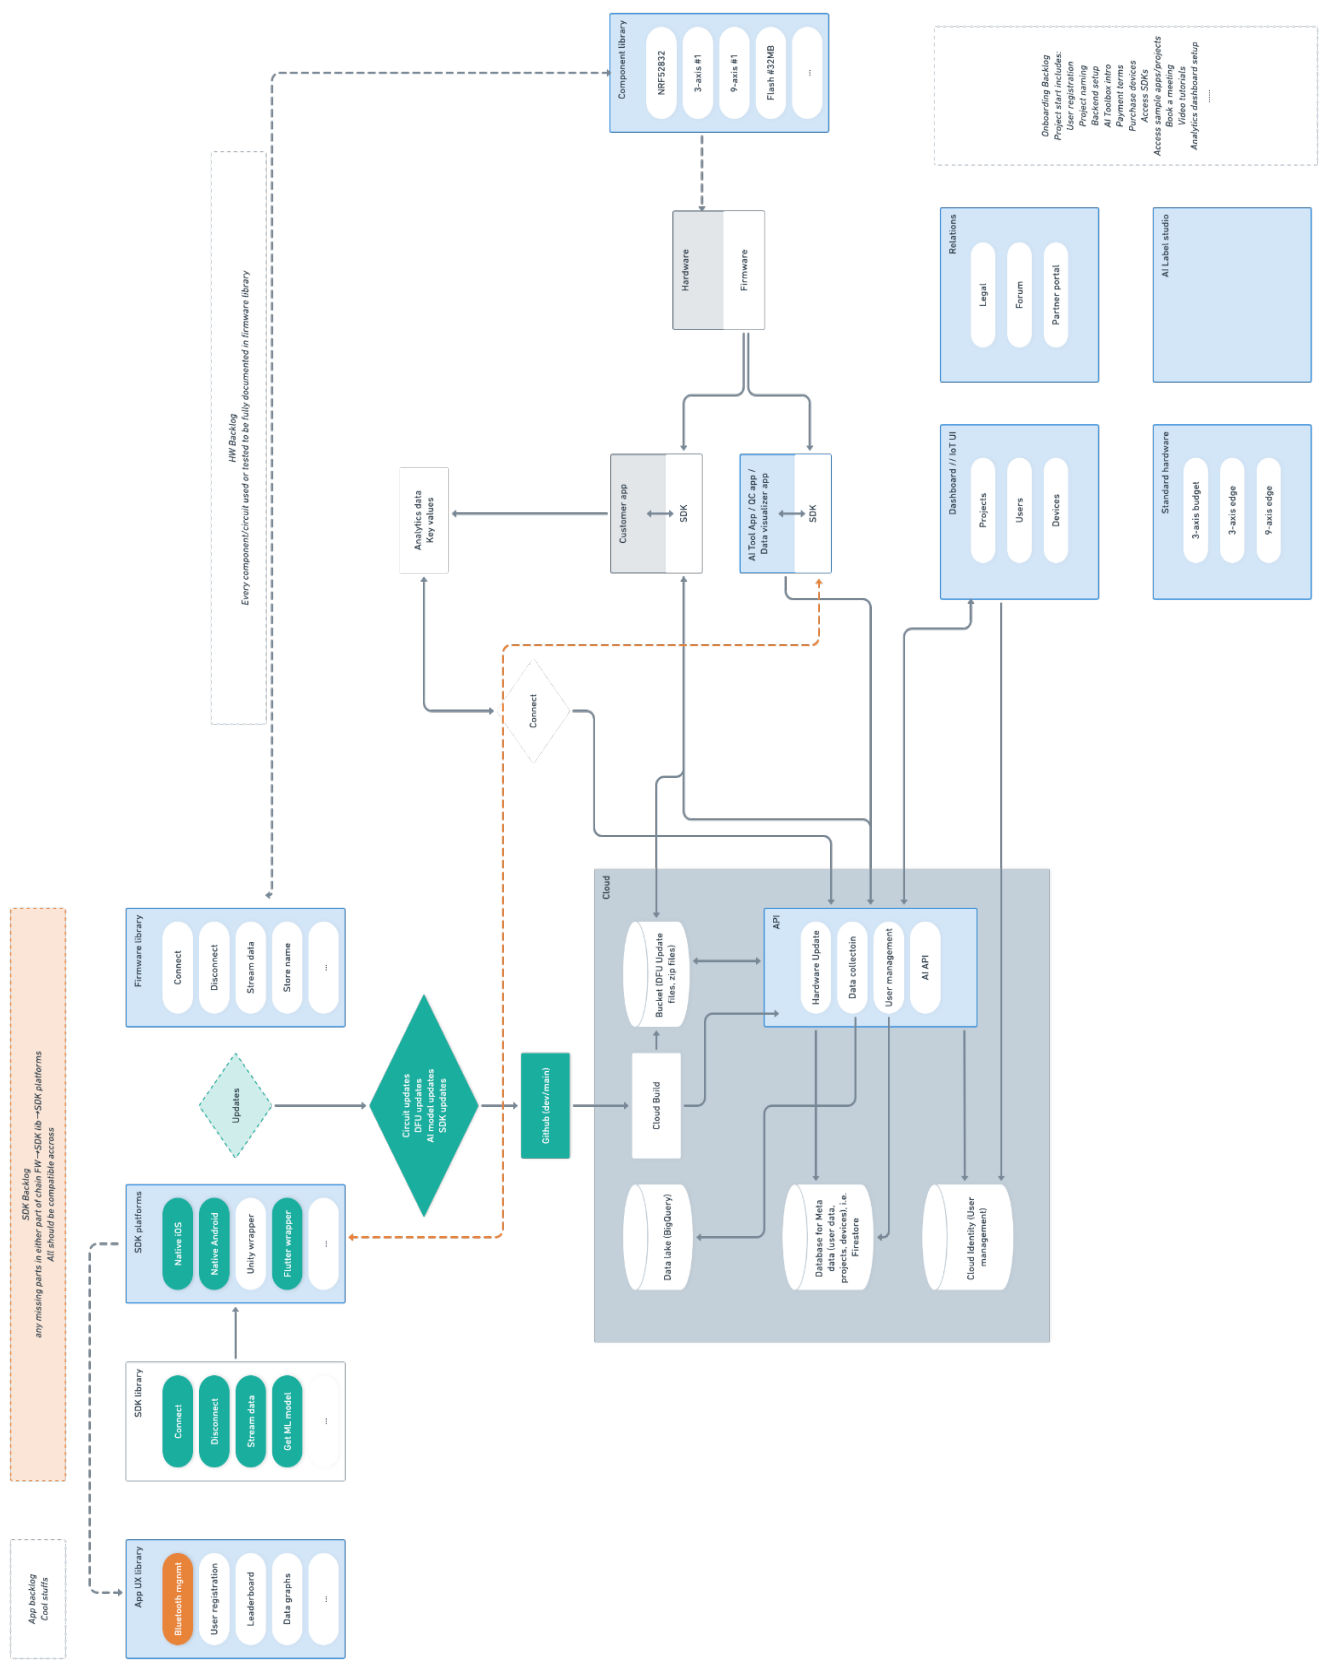 App backlog
Cool stuffs
SDK Backlog
any missing parts in either part of chain FW→SDK lib→SDK platforms
All should be compatible accross
HW Backlog
Every component/circuit used or tested to be fully documented in firmware library
App UX library
Bluetooth mgnmt
User registration
Leaderboard
Data graphs
...
SDK library
Connect
Disconnect
Stream data
Get ML model
...
SDK platforms
Native iOS
Native Android
Unity wrapper
Flutter wrapper
...
Updates
Firmware library
Connect
Disconnect
Stream data
Store name
...
Circuit updates
DFU updates
AI model updates
SDK updates
Github (dev/main)
Analytics data
Key values
Connect
Cloud
Data lake (BigQuery)
Cloud Build
Bucket (DFU Update
files, zip files)
Database for Meta
data (user data,
projects, devices), i.e.
Firestore
Cloud Identity (User
management)
API
Hardware Update
Data collectoin
User management
AI API
Customer app
SDK
AI Tool App / QC app /
Data visualizer app
SDK
Hardware
Firmware
Component library
NRF52832
3-axis #1
9-axis #1
Flash #32MB
...
Dashboard // IoT UI
Projects
Users
Devices
Relations
Legal
Forum
Partner portal
Standard hardware
3-axis budget
3-axis edge
9-axis edge
AI Label studio
Onboarding Backlog
Project start includes:
User registration
Project naming
Backend setup
AI Toolbox intro
Payment terms
Purchase devices
Access SDKs
Access sample apps/projects
Book a meeting
Video tutorials
Analytics dashboard setup
.....